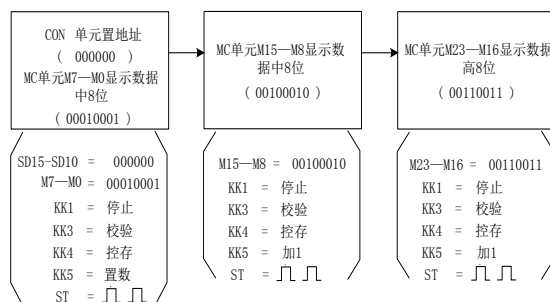 CON 单元置地址
( 000000 )
MC单元M7—M0显示数据
中8位
( 00010001 )
MC单元M15—M8显示数
据中8位
( 00100010 )
MC单元M23—M16显示数据
高8位
( 00110011 )
SD15-SD10 = 000000
M7—M0 = 00010001
KK1 = 停止
KK3 = 校验
KK4 = 控存
KK5 = 置数
ST =
M15—M8 = 00100010
KK1 = 停止
KK3 = 校验
KK4 = 控存
KK5 = 加1
ST =
M23—M16 = 00110011
KK1 = 停止
KK3 = 校验
KK4 = 控存
KK5 = 加1
ST =